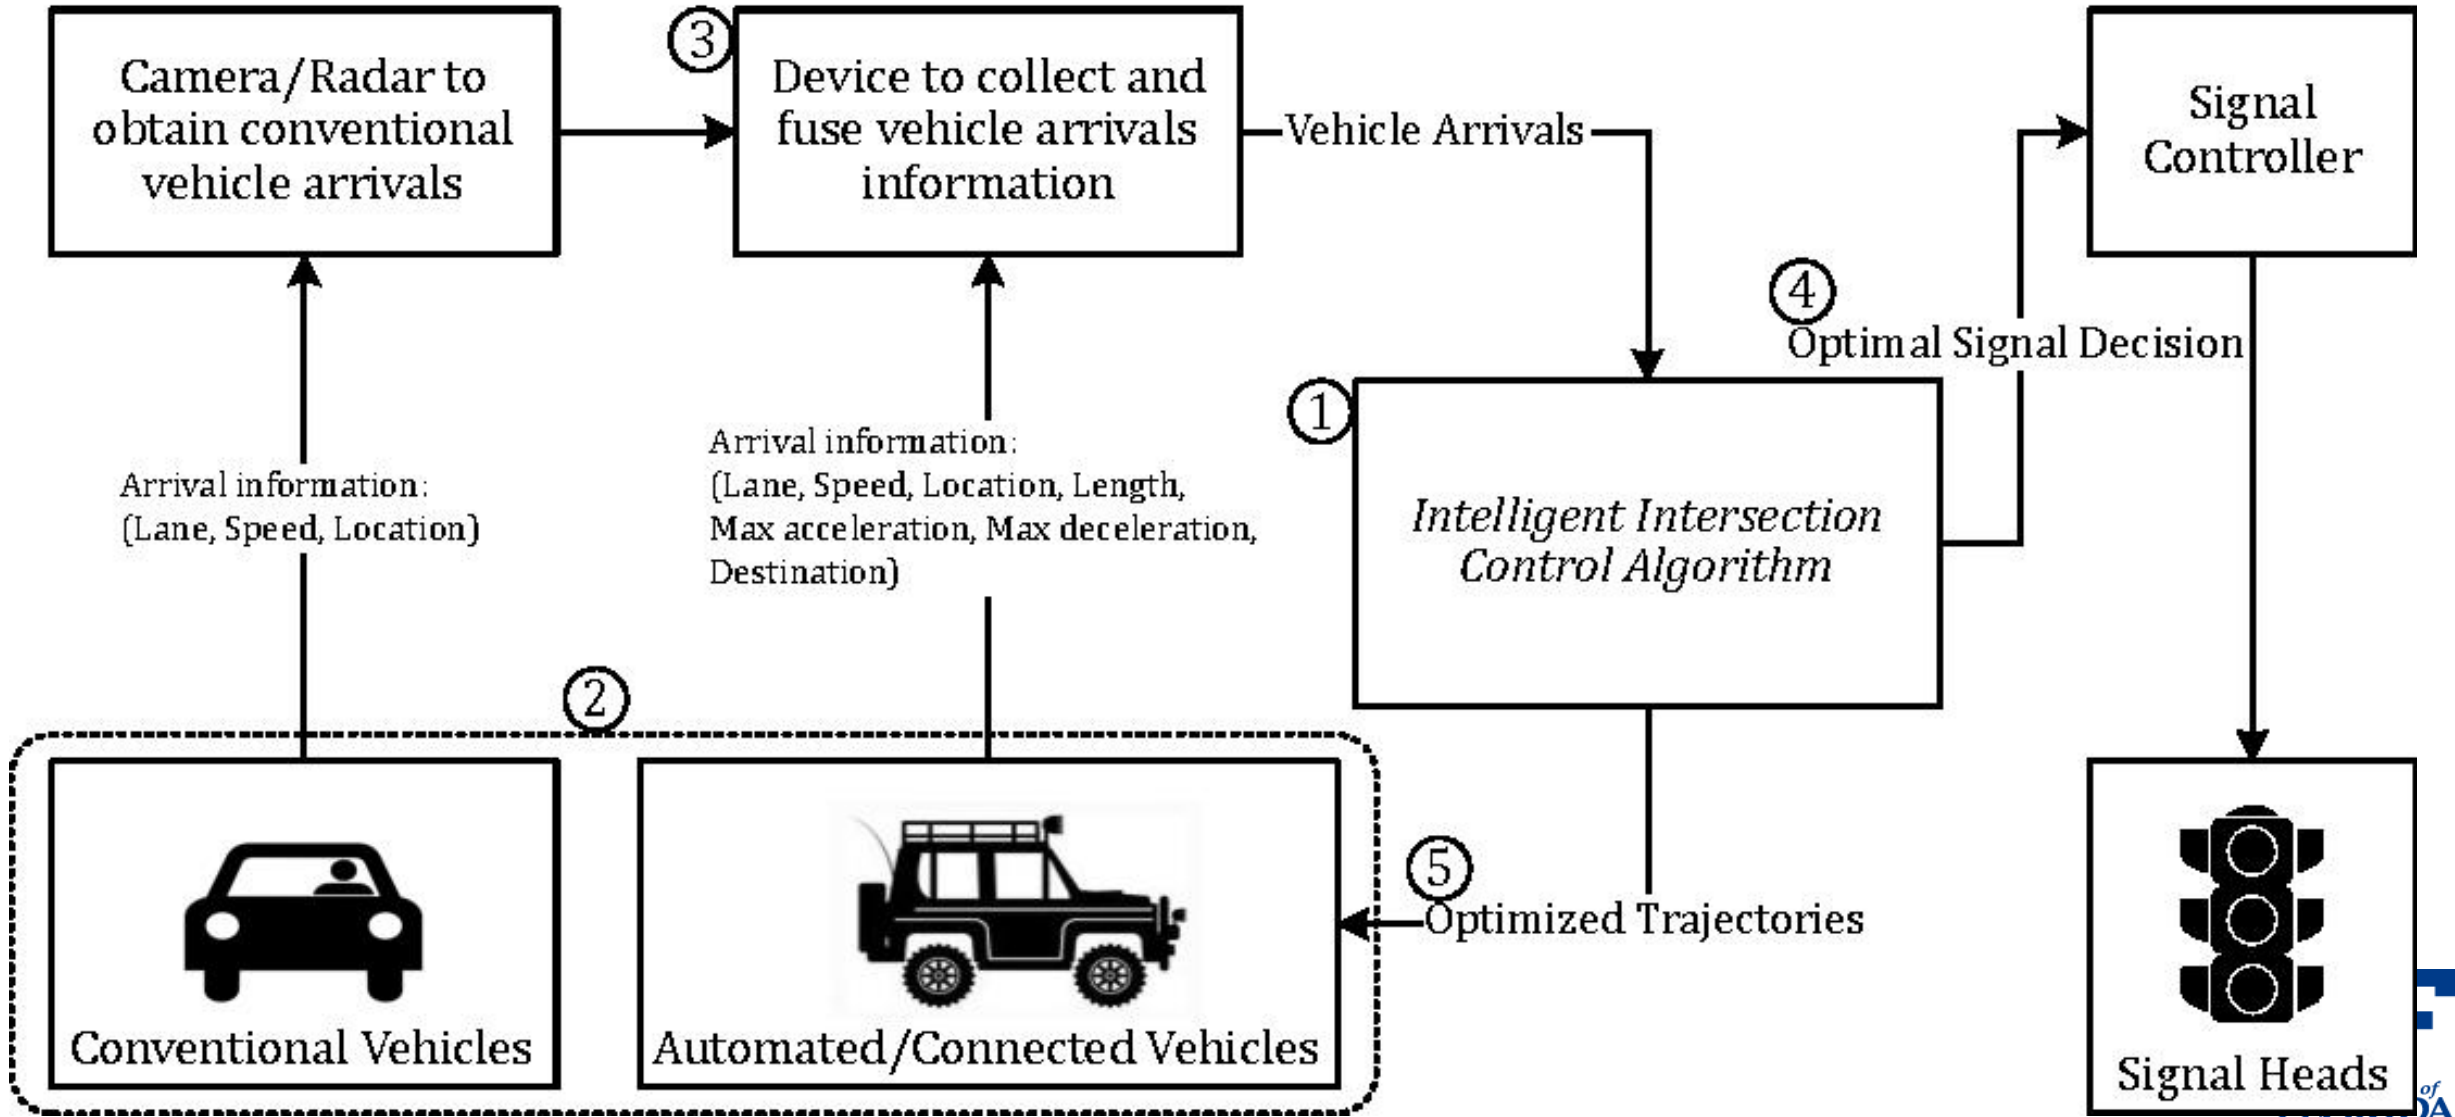 Camera/Radar to
obtain conventional
vehicle arrivals
3
Device to collect and
fuse vehicle arrivals
information
Vehicle Arrivals
Signal
Controller
4
Optimal Signal Decision
1
Intelligent Intersection
Control Algorithm
Arrival information:
(Lane, Speed, Location)
Arrival information:
(Lane, Speed, Location, Length,
Max acceleration, Max deceleration,
Destination)
2
Conventional Vehicles
Automated/Connected Vehicles
5
Optimized Trajectories
Signal Heads
of